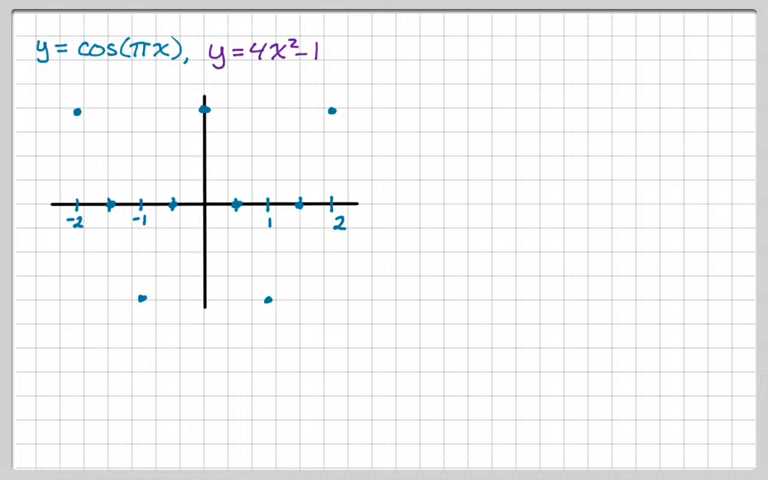 y = cos(πx), y = 4x² - 1
-2 -1 1 2